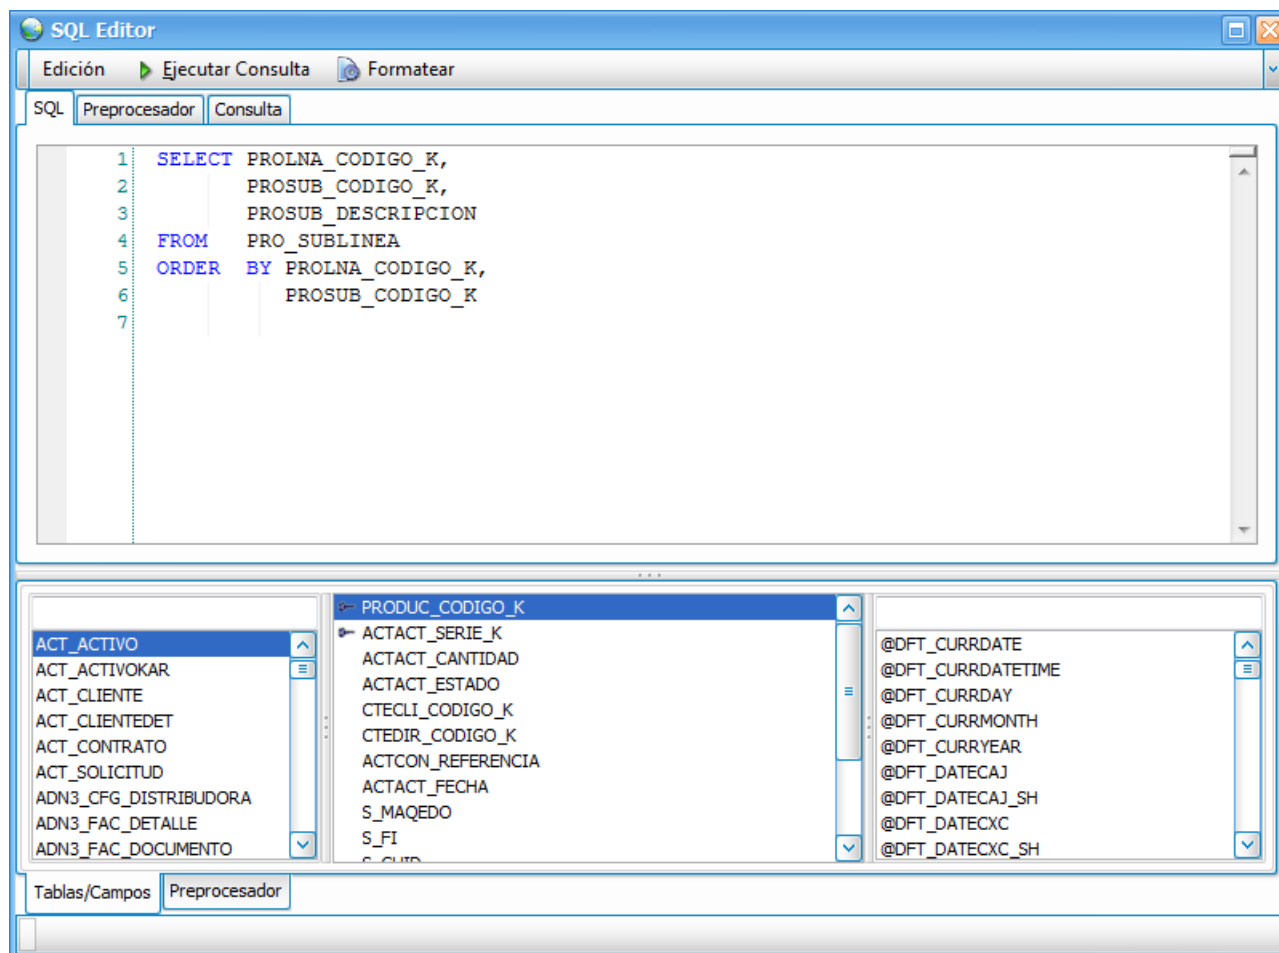 SQL Editor
Edición Ejecutar Consulta Formatear
SQL Preprocesador Consulta
1 SELECT PROLNA_CODIGO_K,
2 PROSUB_CODIGO_K,
3 PROSUB_DESCRIPCION
4 FROM PRO_SUBLINEA
5 ORDER BY PROLNA_CODIGO_K,
6 PROSUB_CODIGO_K
7
ACT_ACTIVO
ACT_ACTIVOKAR
ACT_CLIENTE
ACT_CLIENTEDET
ACT_CONTRATO
ACT_SOLICITUD
ADN3_CFG_DISTRIBUDORA
ADN3_FAC_DETALLE
ADN3_FAC_DOCUMENTO
PRODUC_CODIGO_K
ACTACT_SERIE_K
ACTACT_CANTIDAD
ACTACT_ESTADO
CTECLI_CODIGO_K
CTEDIR_CODIGO_K
ACTCON_REFERENCIA
ACTACT_FECHA
S_MAQEDO
S_FI
@DFT_CURRDATE
@DFT_CURRDATETIME
@DFT_CURRDAY
@DFT_CURRMONTH
@DFT_CURRYEAR
@DFT_DATECAJ
@DFT_DATECAJ_SH
@DFT_DATECXC
@DFT_DATECXC_SH
Tablas/Campos Preprocesador